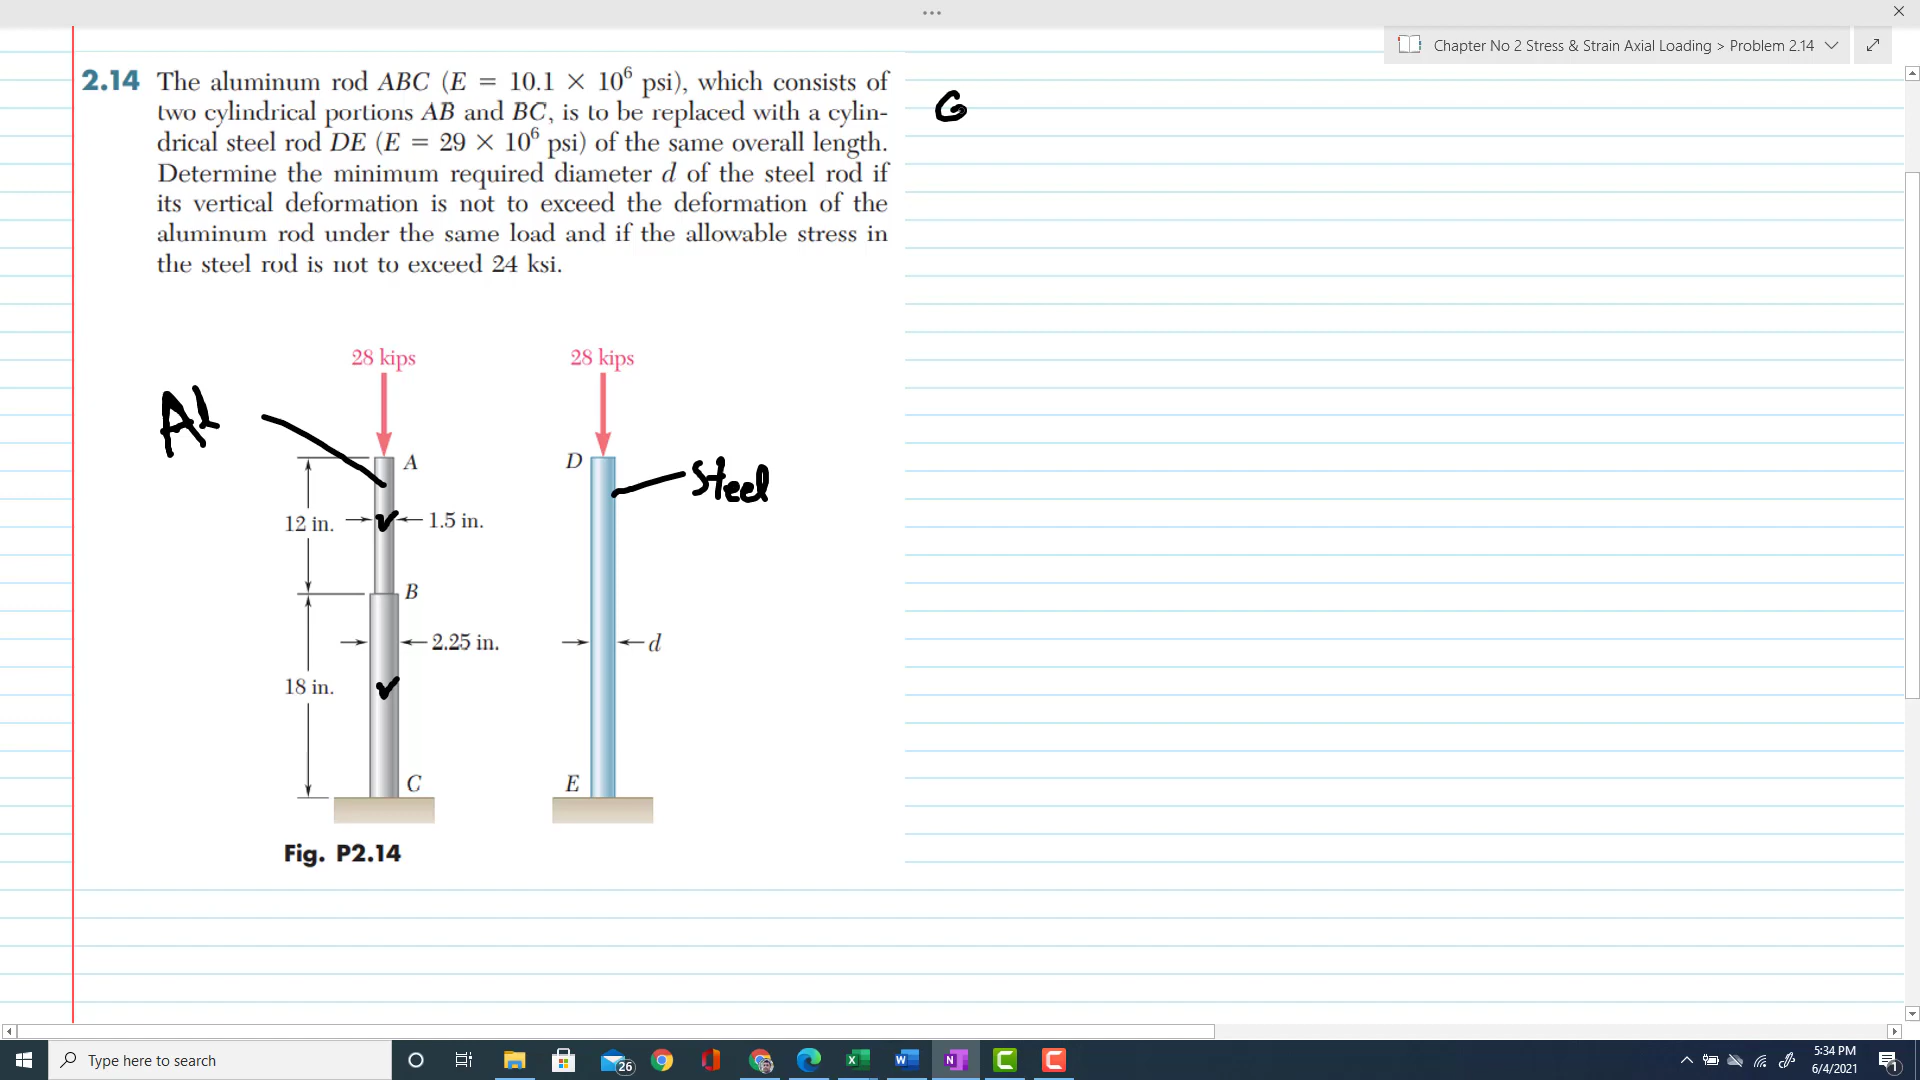 Chapter No 2 Stress & Strain Axial Loading > Problem 2.14
2.14 The aluminum rod ABC (E = 10.1 × 10⁶ psi), which consists of
two cylindrical portions AB and BC, is to be replaced with a cylin-
drical steel rod DE (E = 29 × 10⁶ psi) of the same overall length.
Determine the minimum required diameter d of the steel rod if
its vertical deformation is not to exceed the deformation of the
aluminum rod under the same load and if the allowable stress in
the steel rod is not to exceed 24 ksi.
G
28 kips
28 kips
Al
A
D
Steel
12 in.
1.5 in.
B
2.25 in.
d
18 in.
C
E
Fig. P2.14
Type here to search
26
5:34 PM
6/4/2021
1